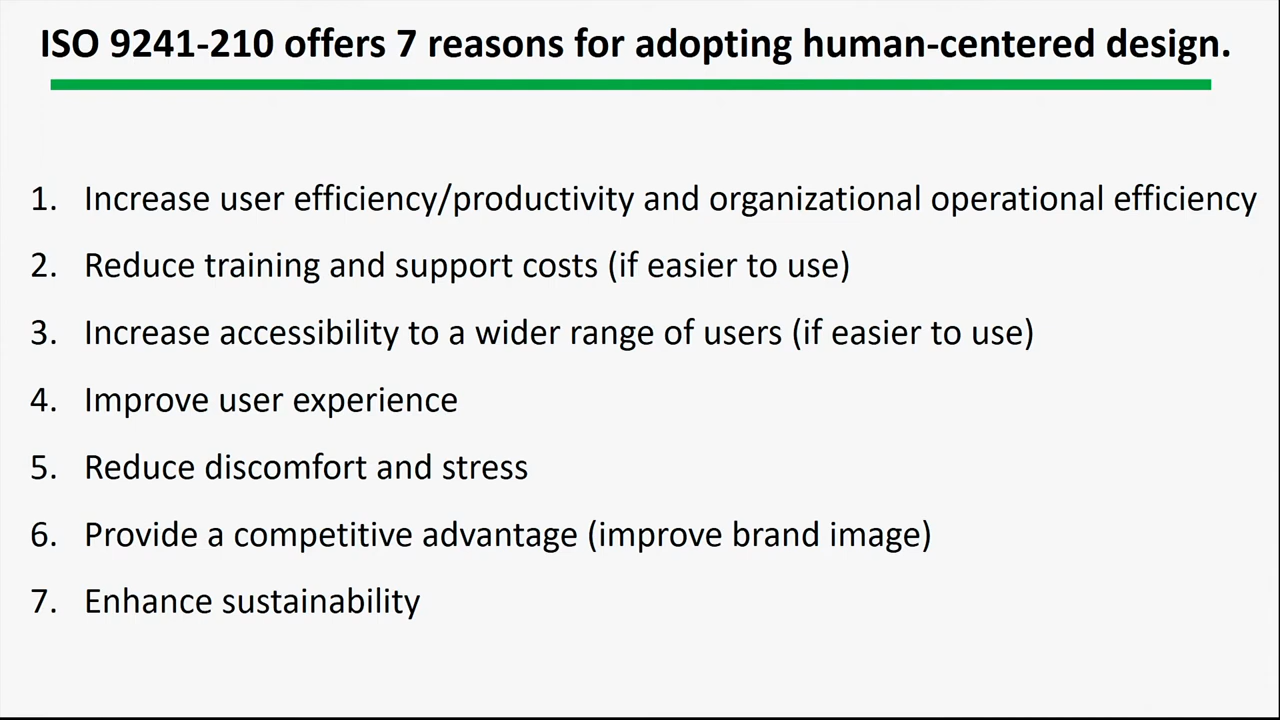 ISO 9241-210 offers 7 reasons for adopting human-centered design.
1. Increase user efficiency/productivity and organizational operational efficiency
2. Reduce training and support costs (if easier to use)
3. Increase accessibility to a wider range of users (if easier to use)
4. Improve user experience
5. Reduce discomfort and stress
6. Provide a competitive advantage (improve brand image)
7. Enhance sustainability